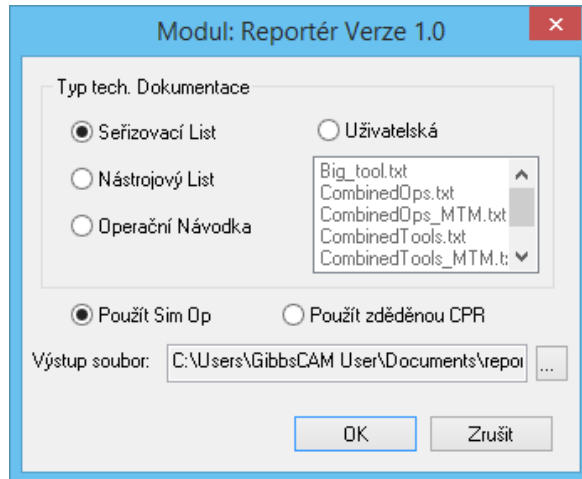 Modul: Reportér Verze 1.0
Typ tech. Dokumentace
Seřizovací List
Uživatelská
Nástrojový List
Operační Návodka
Big_tool.txt
CombinedOps.txt
CombinedOps_MTM.txt
CombinedTools.txt
CombinedTools_MTM.t
Použít Sim Op
Použít zděděnou CPR
Výstup soubor: C:\Users\GibbsCAM User\Documents\repor ...
OK
Zrušit